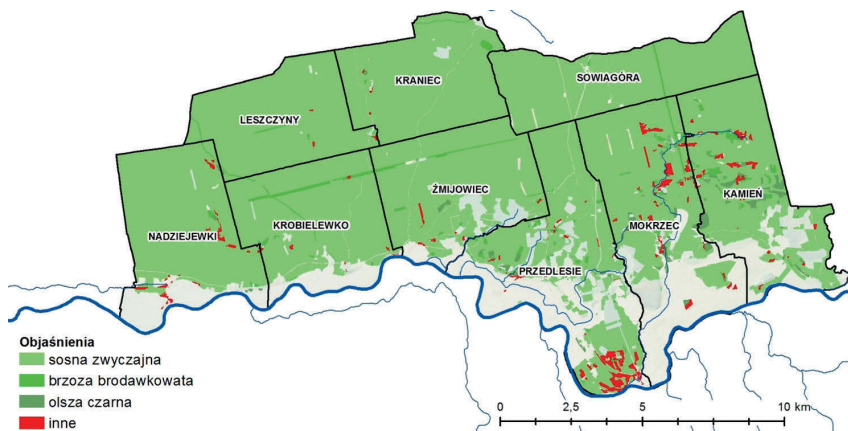 KRANIEC
SOWIAGÓRA
LESZCZYNY
ŻMIJOWIEC
KAMIEŃ
KROBIELEWKO
MOKRZEC
NADZIEJEWKI
PRZEDLESIE
Objaśnienia
sosna zwyczajna
brzoza brodawkowata
olsza czarna
inne
0 2,5 5 10 km